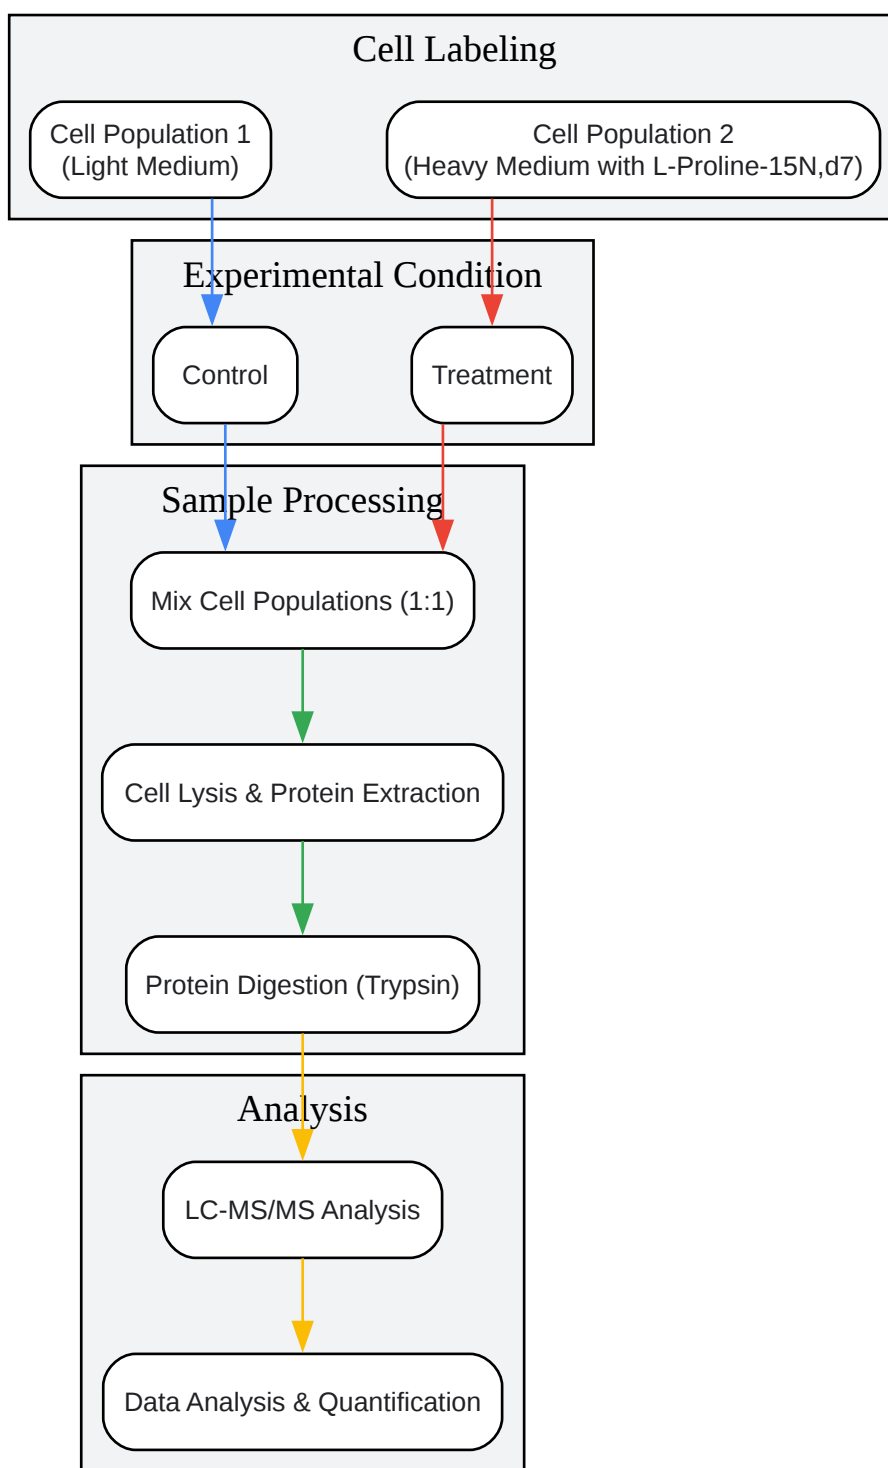 Cell Labeling
Cell Population 1
(Light Medium)
Cell Population 2
(Heavy Medium with L-Proline-15N,d7)
Experimental Condition
Control
Treatment
Sample Processing
Mix Cell Populations (1:1)
Cell Lysis & Protein Extraction
Protein Digestion (Trypsin)
Analysis
LC-MS/MS Analysis
Data Analysis & Quantification